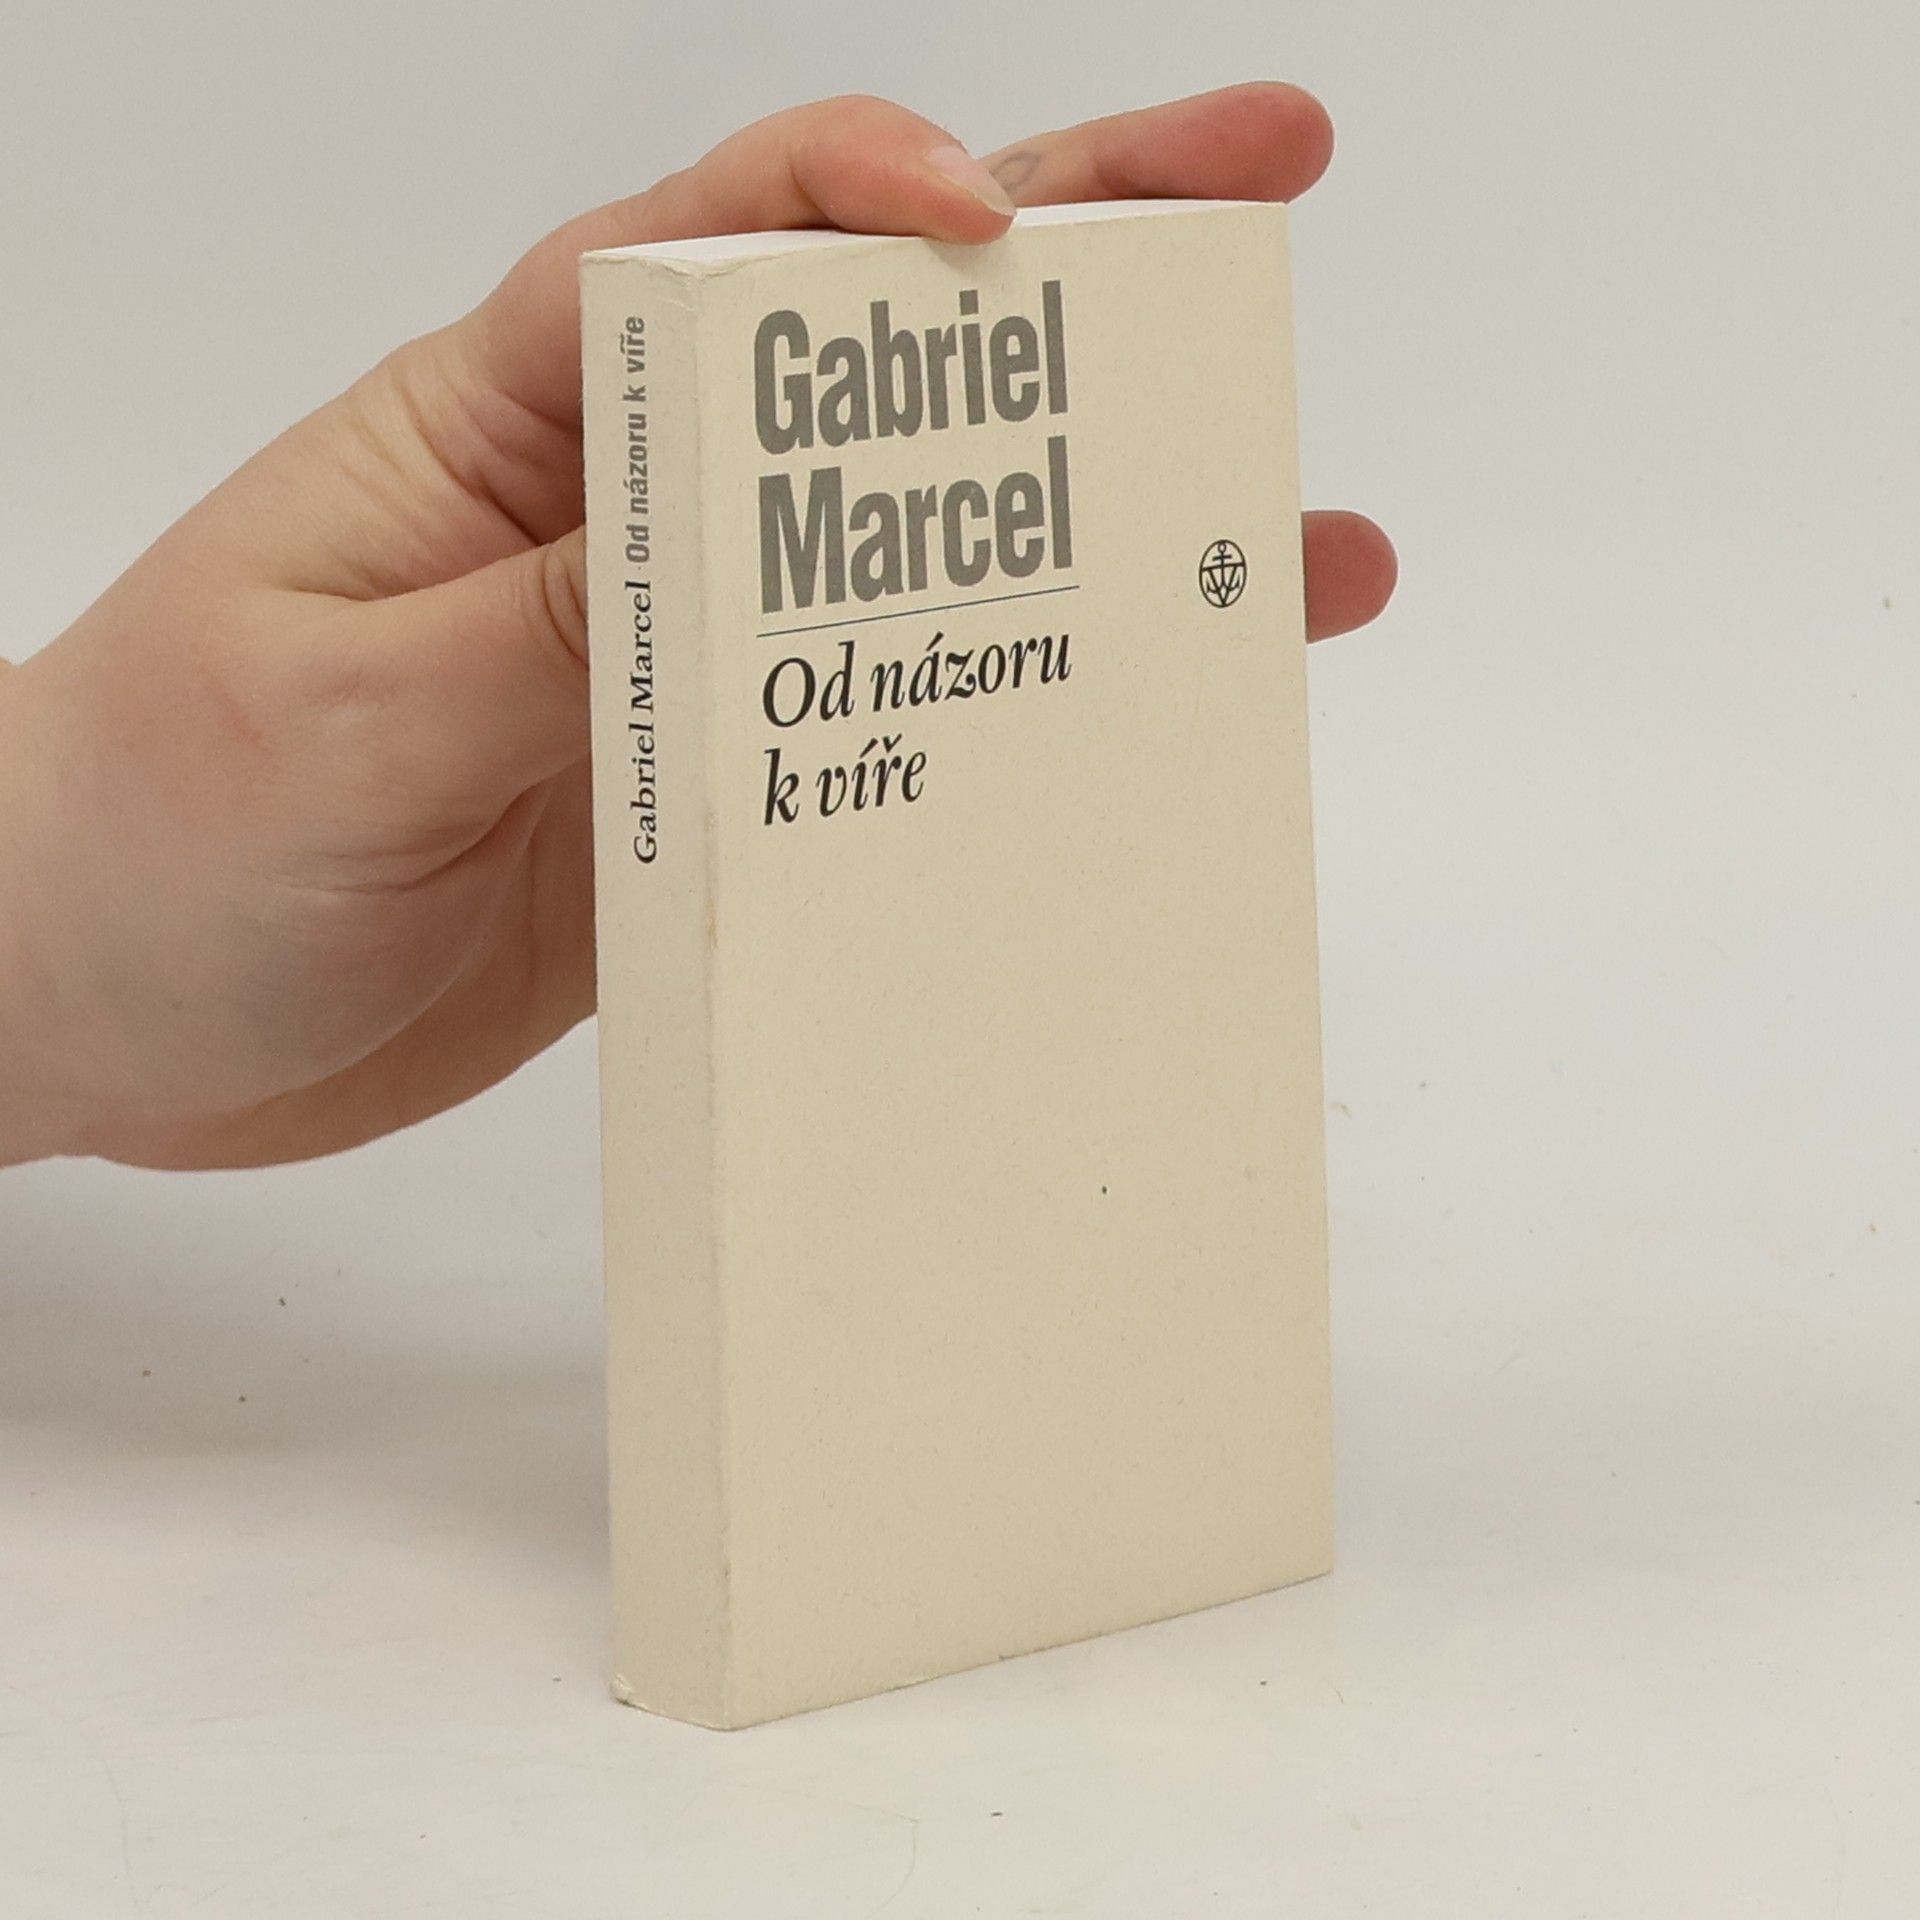 Gabriel
Marcel
Od názoru
k víře
Gabriel Marcel · Od názoru k víře